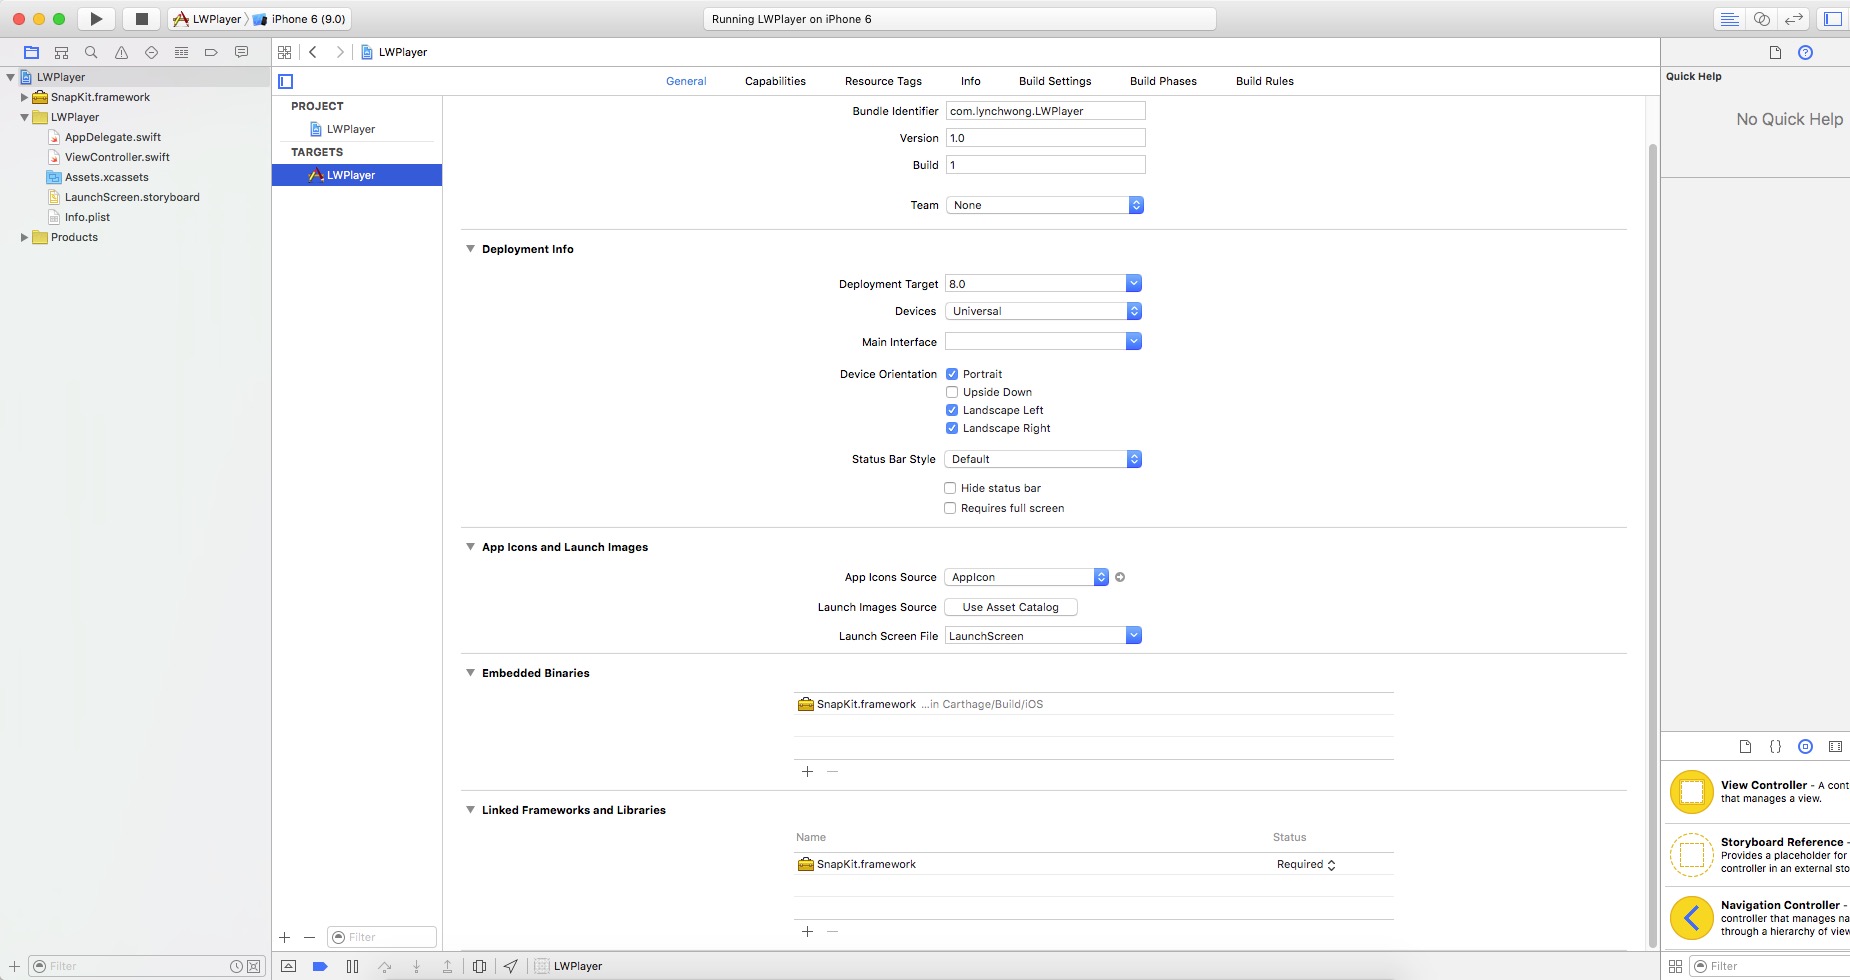 LWPlayer
iPhone 6 (9.0)
Running LWPlayer on iPhone 6
LWPlayer
LWPlayer
SnapKit.framework
LWPlayer
AppDelegate.swift
ViewController.swift
Assets.xcassets
LaunchScreen.storyboard
Info.plist
Products
Filter
General
Capabilities
Resource Tags
Info
Build Settings
Build Phases
Build Rules
PROJECT
LWPlayer
TARGETS
LWPlayer
Filter
Bundle Identifier com.lynchwong.LWPlayer
Version 1.0
Build 1
Team None
Deployment Info
Deployment Target 8.0
Devices Universal
Main Interface
Device Orientation Portrait
Upside Down
Landscape Left
Landscape Right
Status Bar Style Default
Hide status bar
Requires full screen
App Icons and Launch Images
App Icons Source AppIcon
Launch Images Source Use Asset Catalog
Launch Screen File LaunchScreen
Embedded Binaries
SnapKit.framework ...in Carthage/Build/iOS
Linked Frameworks and Libraries
Name Status
SnapKit.framework Required
LWPlayer
Quick Help
No Quick Help
{}
View Controller - A cont
that manages a view.
Storyboard Reference -
Provides a placeholder for
controller in an external sto
Navigation Controller -
controller that manages na
through a hierarchy of view
Filter